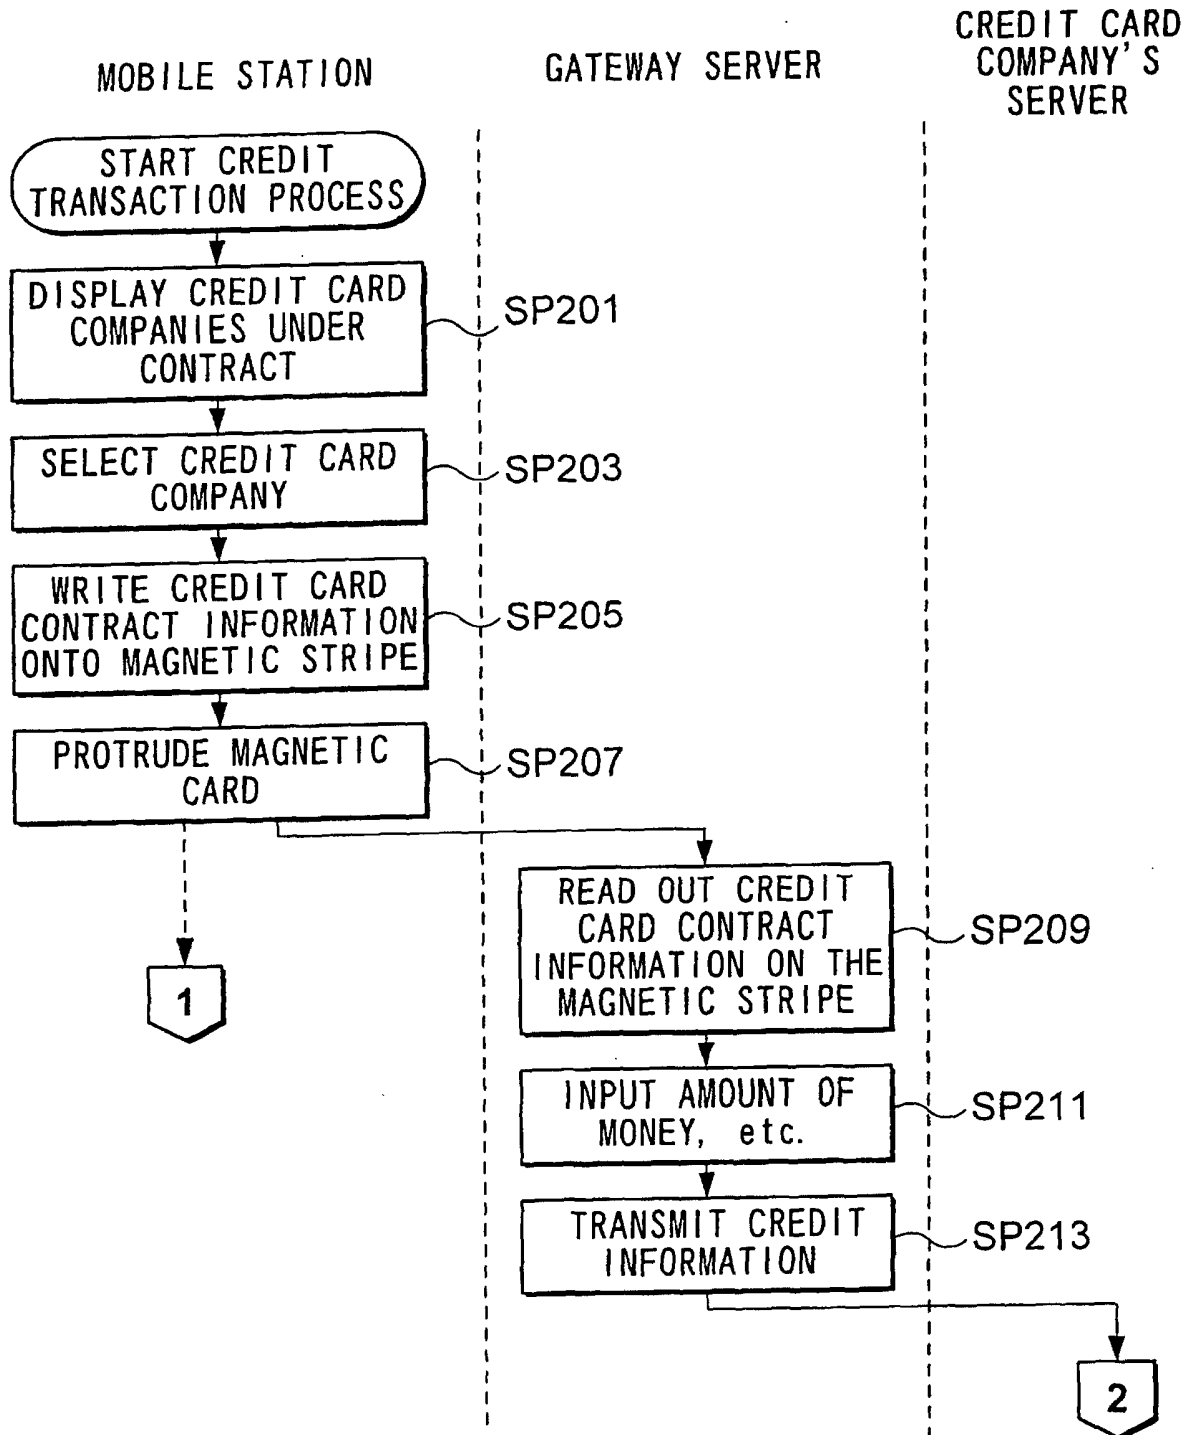 MOBILE STATION
GATEWAY SERVER
CREDIT CARD
COMPANY'S
SERVER
START CREDIT
TRANSACTION PROCESS
DISPLAY CREDIT CARD
COMPANIES UNDER
CONTRACT
SP201
SELECT CREDIT CARD
COMPANY
SP203
WRITE CREDIT CARD
CONTRACT INFORMATION
ONTO MAGNETIC STRIPE
SP205
PROTRUDE MAGNETIC
CARD
SP207
1
READ OUT CREDIT
CARD CONTRACT
INFORMATION ON THE
MAGNETIC STRIPE
SP209
INPUT AMOUNT OF
MONEY, etc.
SP211
TRANSMIT CREDIT
INFORMATION
SP213
2